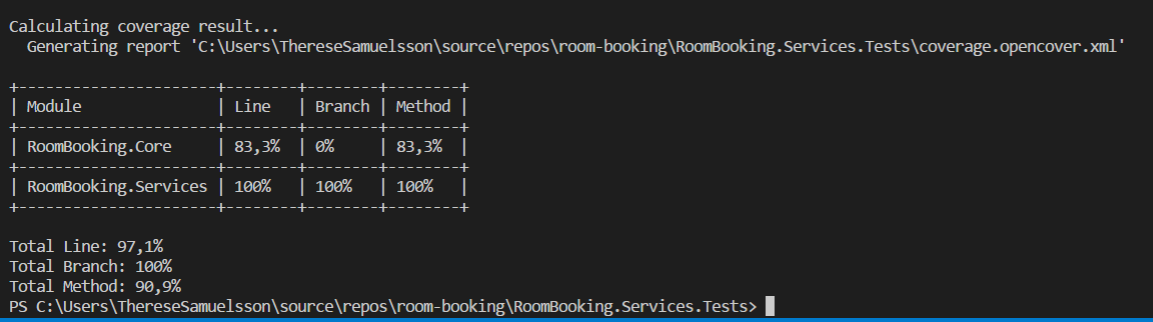 Calculating coverage result...
  Generating report 'C:\Users\ThereseSamuelsson\source\repos\room-booking\RoomBooking.Services.Tests\coverage.opencover.xml'
+----------------------+--------+--------+--------+
| Module               | Line   | Branch | Method |
+----------------------+--------+--------+--------+
| RoomBooking.Core     | 83,3%  | 0%     | 83,3%  |
+----------------------+--------+--------+--------+
| RoomBooking.Services | 100%   | 100%   | 100%   |
+----------------------+--------+--------+--------+
Total Line: 97,1%
Total Branch: 100%
Total Method: 90,9%
PS C:\Users\ThereseSamuelsson\source\repos\room-booking\RoomBooking.Services.Tests>